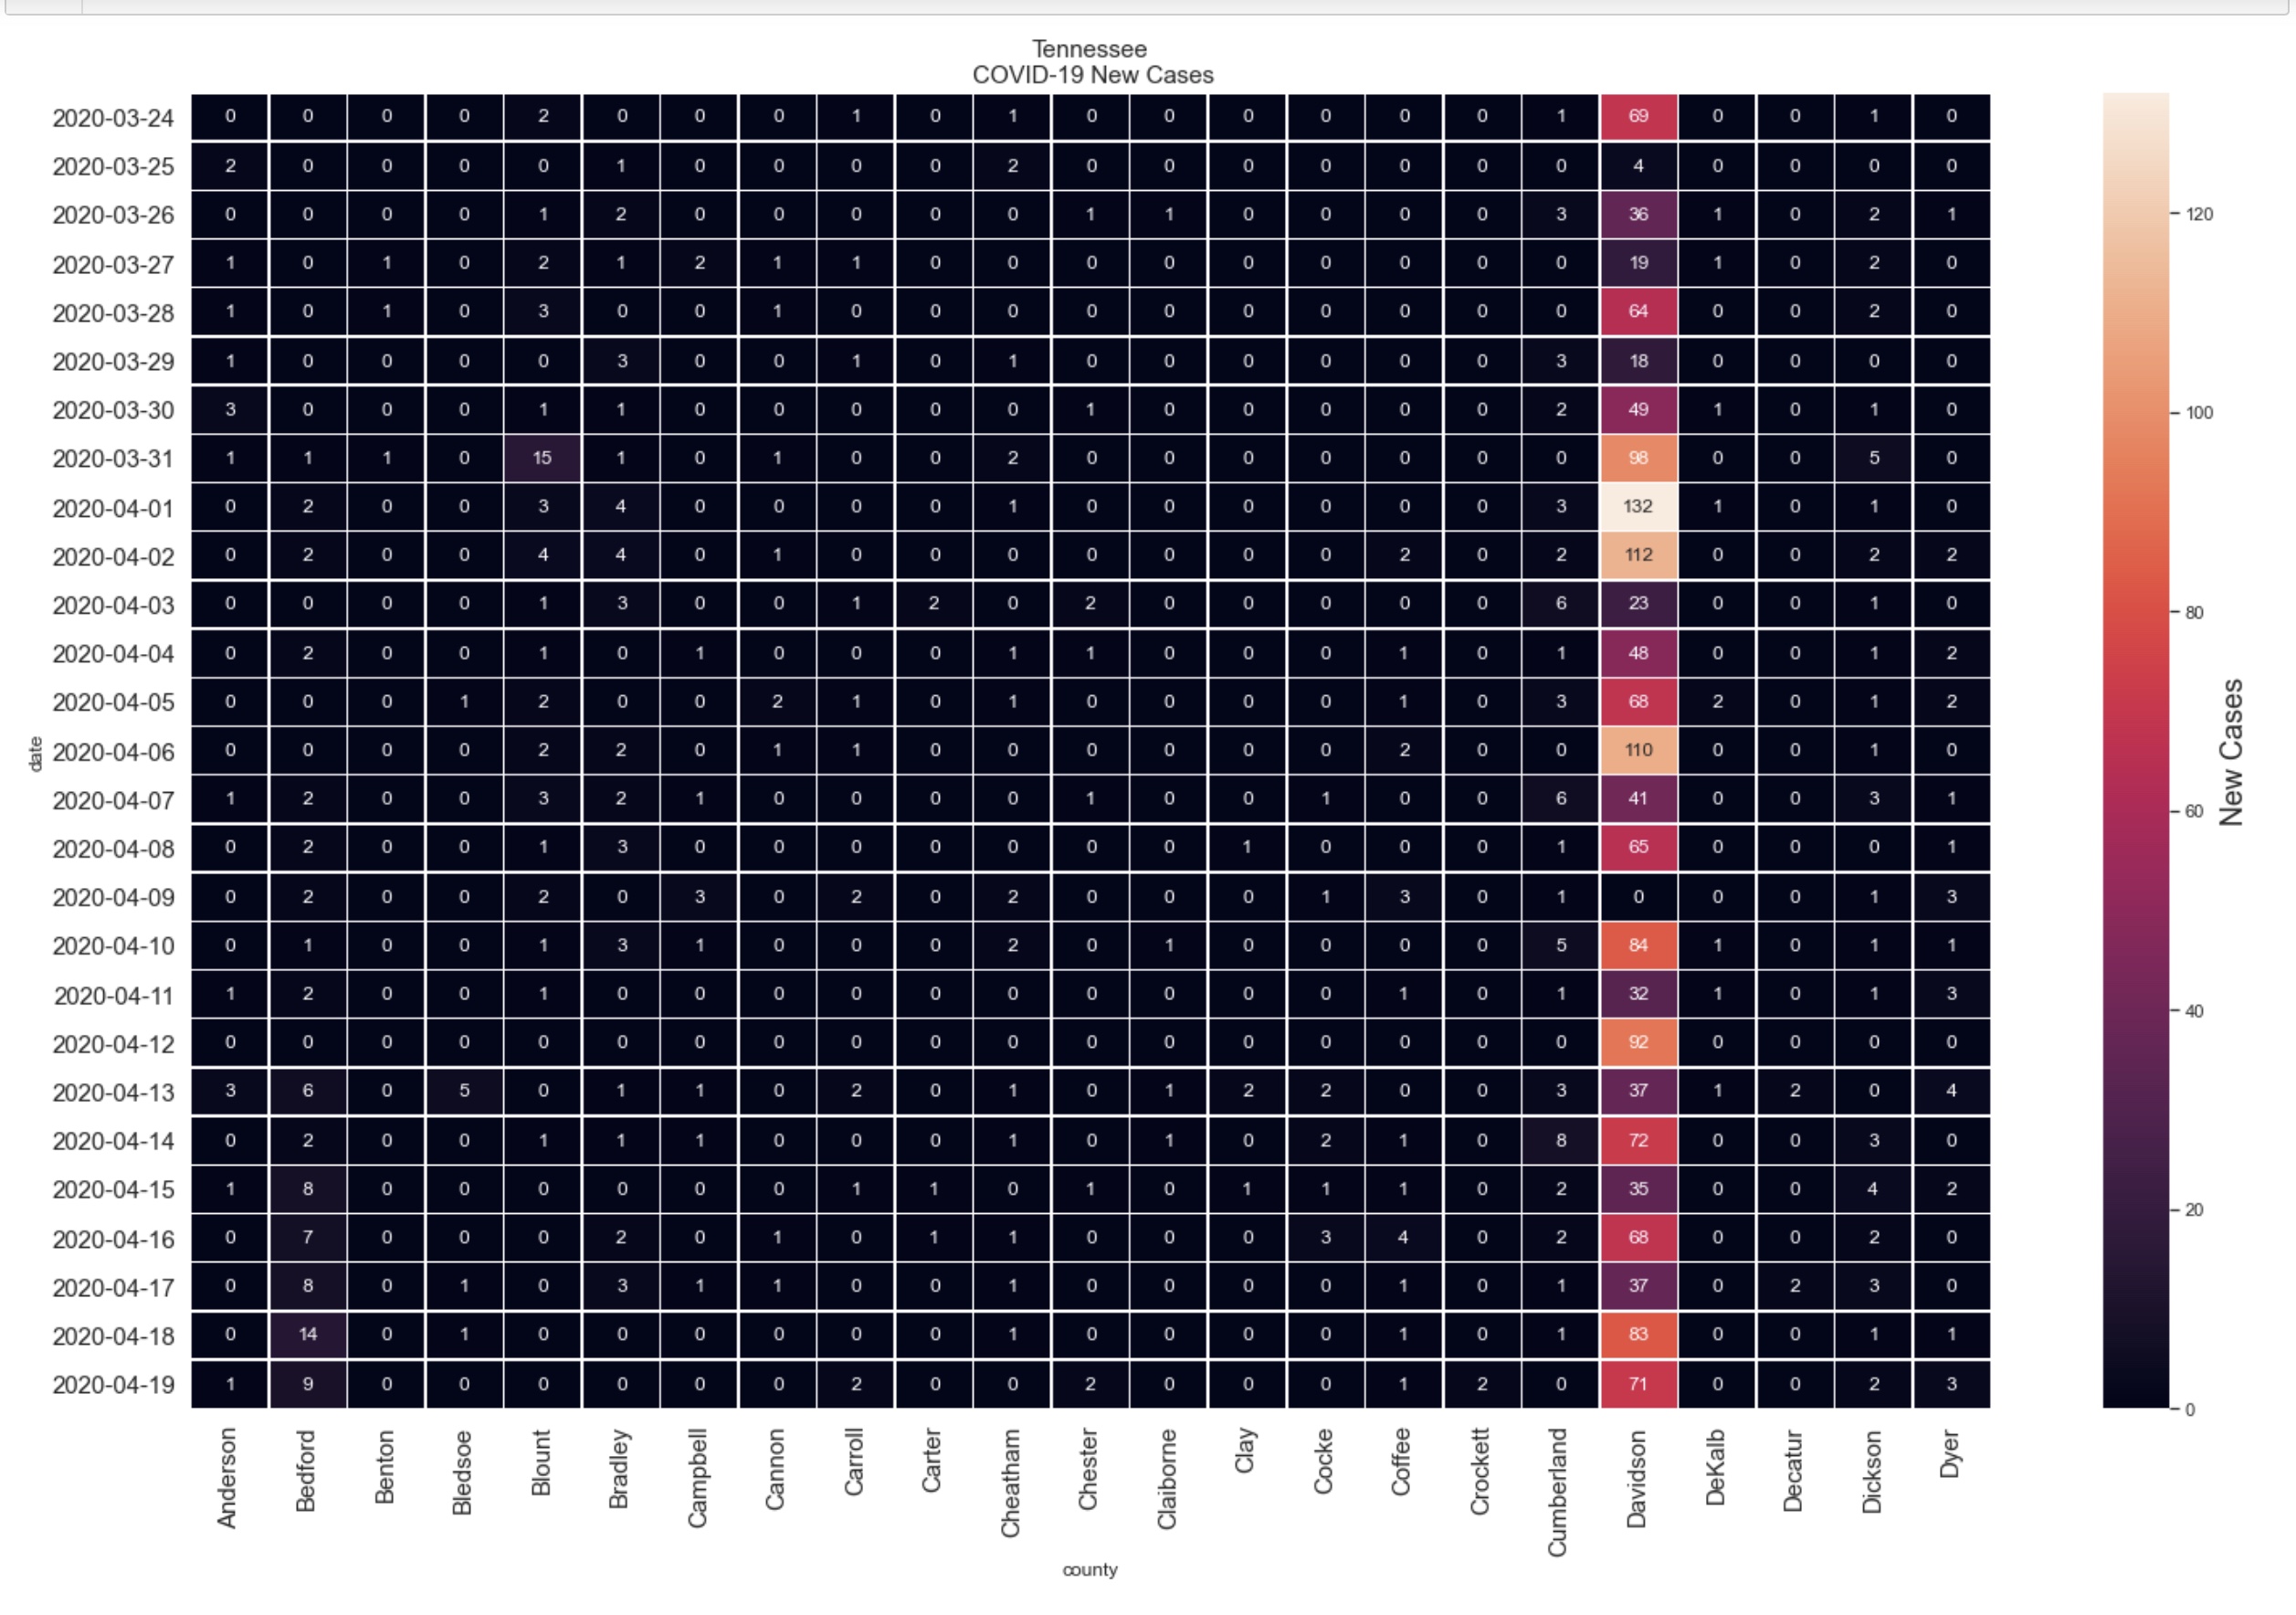 Tennessee
COVID-19 New Cases
2020-03-24 0 0 0 0 2 0 0 0 1 0 1 0 0 0 0 0 0 1 69 0 0 1 0
2020-03-25 2 0 0 0 0 1 0 0 0 0 2 0 0 0 0 0 0 0 4 0 0 0 0
2020-03-26 0 0 0 0 1 2 0 0 0 0 0 1 1 0 0 0 0 3 36 1 0 2 1
2020-03-27 1 0 1 0 2 1 2 1 1 0 0 0 0 0 0 0 0 0 19 1 0 2 0
2020-03-28 1 0 1 0 3 0 0 1 0 0 0 0 0 0 0 0 0 0 64 0 0 2 0
2020-03-29 1 0 0 0 0 3 0 0 1 0 1 0 0 0 0 0 0 3 18 0 0 0 0
2020-03-30 3 0 0 0 1 1 0 0 0 0 0 1 0 0 0 0 0 2 49 1 0 1 0
2020-03-31 1 1 1 0 15 1 0 1 0 0 2 0 0 0 0 0 0 0 98 0 0 5 0
2020-04-01 0 2 0 0 3 4 0 0 0 0 1 0 0 0 0 0 0 3 132 1 0 1 0
2020-04-02 0 2 0 0 4 4 0 1 0 0 0 0 0 0 0 2 0 2 112 0 0 2 2
2020-04-03 0 0 0 0 1 3 0 0 1 2 0 2 0 0 0 0 0 6 23 0 0 1 0
2020-04-04 0 2 0 0 1 0 1 0 0 0 1 1 0 0 0 1 0 1 48 0 0 1 2
2020-04-05 0 0 0 1 2 0 0 2 1 0 1 0 0 0 0 1 0 3 68 2 0 1 2
2020-04-06 0 0 0 0 2 2 0 1 1 0 0 0 0 0 0 2 0 0 110 0 0 1 0
2020-04-07 1 2 0 0 3 2 1 0 0 0 0 1 0 0 1 0 0 6 41 0 0 3 1
2020-04-08 0 2 0 0 1 3 0 0 0 0 0 0 0 1 0 0 0 1 65 0 0 0 1
2020-04-09 0 2 0 0 2 0 3 0 2 0 2 0 0 0 1 3 0 1 0 0 0 1 3
2020-04-10 0 1 0 0 1 3 1 0 0 0 2 0 1 0 0 0 0 5 84 1 0 1 1
2020-04-11 1 2 0 0 1 0 0 0 0 0 0 0 0 0 0 1 0 1 32 1 0 1 3
2020-04-12 0 0 0 0 0 0 0 0 0 0 0 0 0 0 0 0 0 0 92 0 0 0 0
2020-04-13 3 6 0 5 0 1 1 0 2 0 1 0 1 2 2 0 0 3 37 1 2 0 4
2020-04-14 0 2 0 0 1 1 1 0 0 0 1 0 1 0 2 1 0 8 72 0 0 3 0
2020-04-15 1 8 0 0 0 0 0 0 1 1 0 1 0 1 1 1 0 2 35 0 0 4 2
2020-04-16 0 7 0 0 0 2 0 1 0 1 1 0 0 0 3 4 0 2 68 0 0 2 0
2020-04-17 0 8 0 1 0 3 1 1 0 0 1 0 0 0 0 1 0 1 37 0 2 3 0
2020-04-18 0 14 0 1 0 0 0 0 0 0 1 0 0 0 0 1 0 1 83 0 0 1 1
2020-04-19 1 9 0 0 0 0 0 0 2 0 0 2 0 0 0 1 2 0 71 0 0 2 3
date
Anderson Bedford Benton Bledsoe Blount Bradley Campbell Cannon Carroll Carter Cheatham Chester Claiborne Clay Cocke Coffee Crockett Cumberland Davidson DeKalb Decatur Dickson Dyer
county
120
100
80
60
40
20
0
New Cases